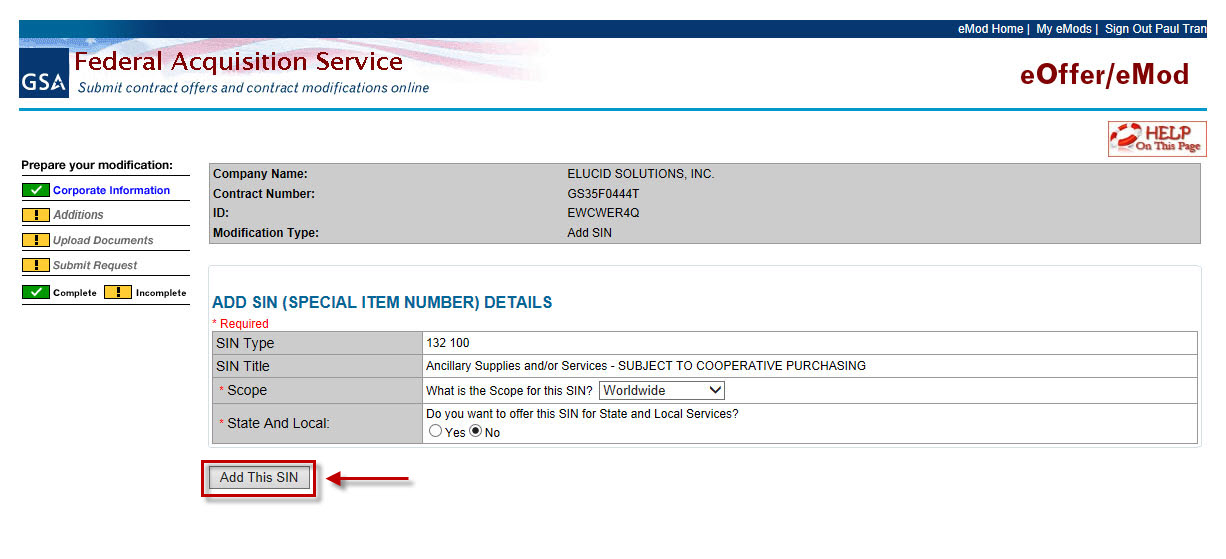 eMod Home | My eMods | Sign Out Paul Tran
GSA
Federal Acquisition Service
Submit contract offers and contract modifications online
eOffer/eMod
HELP
On This Page
Prepare your modification:
Corporate Information
Additions
Upload Documents
Submit Request
Complete Incomplete
Company Name: ELUCID SOLUTIONS, INC.
Contract Number: GS35F0444T
ID: EWCWER4Q
Modification Type: Add SIN
ADD SIN (SPECIAL ITEM NUMBER) DETAILS
* Required
SIN Type 132 100
SIN Title Ancillary Supplies and/or Services - SUBJECT TO COOPERATIVE PURCHASING
* Scope What is the Scope for this SIN? Worldwide
* State And Local: Do you want to offer this SIN for State and Local Services?
Yes No
Add This SIN